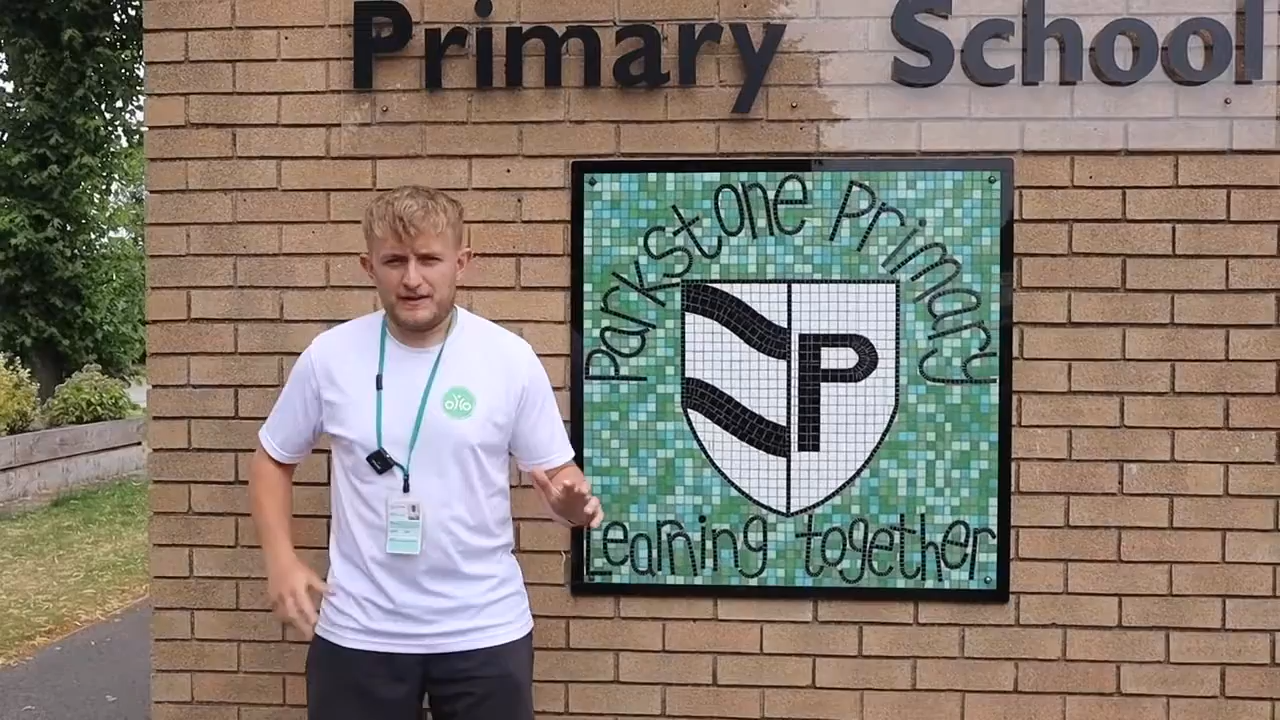 Primary School
Parkstone Primary
P
Learning together